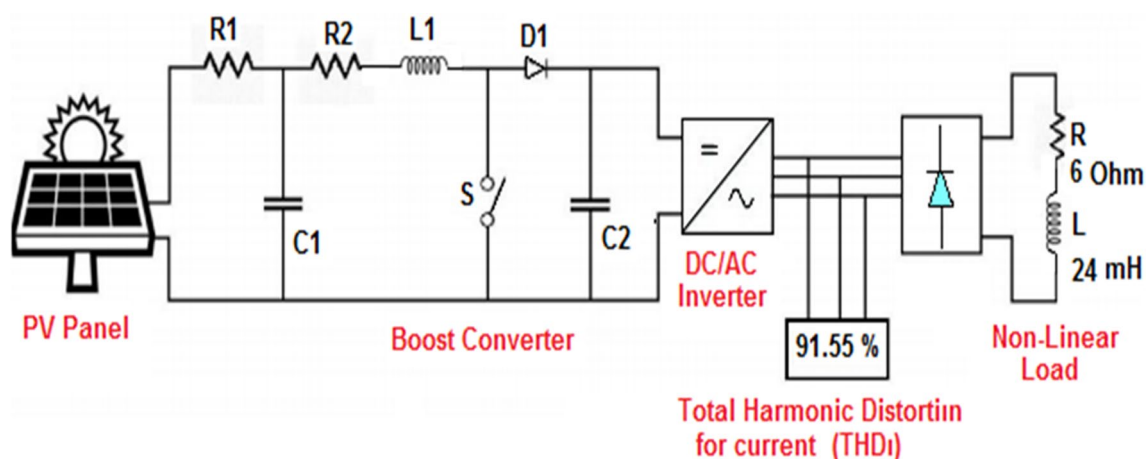 R1
R2
L1
D1
S
C1
C2
=
R
6 Ohm
L
24 mH
PV Panel
Boost Converter
DC/AC
Inverter
91.55 %
Non-Linear
Load
Total Harmonic Distortiın
for current (THDı)